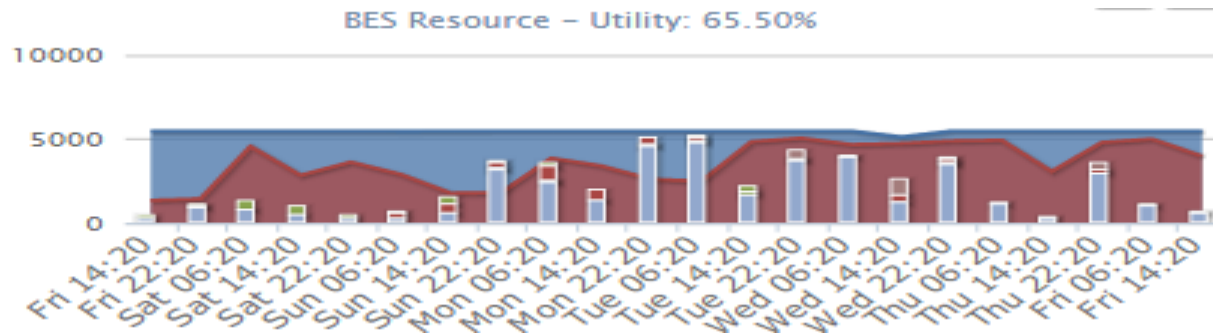 BES Resource – Utility: 65.50%
10000
5000
0
Fri 14.20
Fri 22.20
Sat 06.20
Sat 14.20
Sat 22.20
Sun 06.20
Sun 14.20
Sun 22.20
Mon 06.20
Mon 14.20
Mon 22.20
Tue 06.20
Tue 14.20
Tue 22.20
Wed 06.20
Wed 14.20
Wed 22.20
Thu 06.20
Thu 14.20
Thu 22.20
Fri 06.20
Fri 14.20